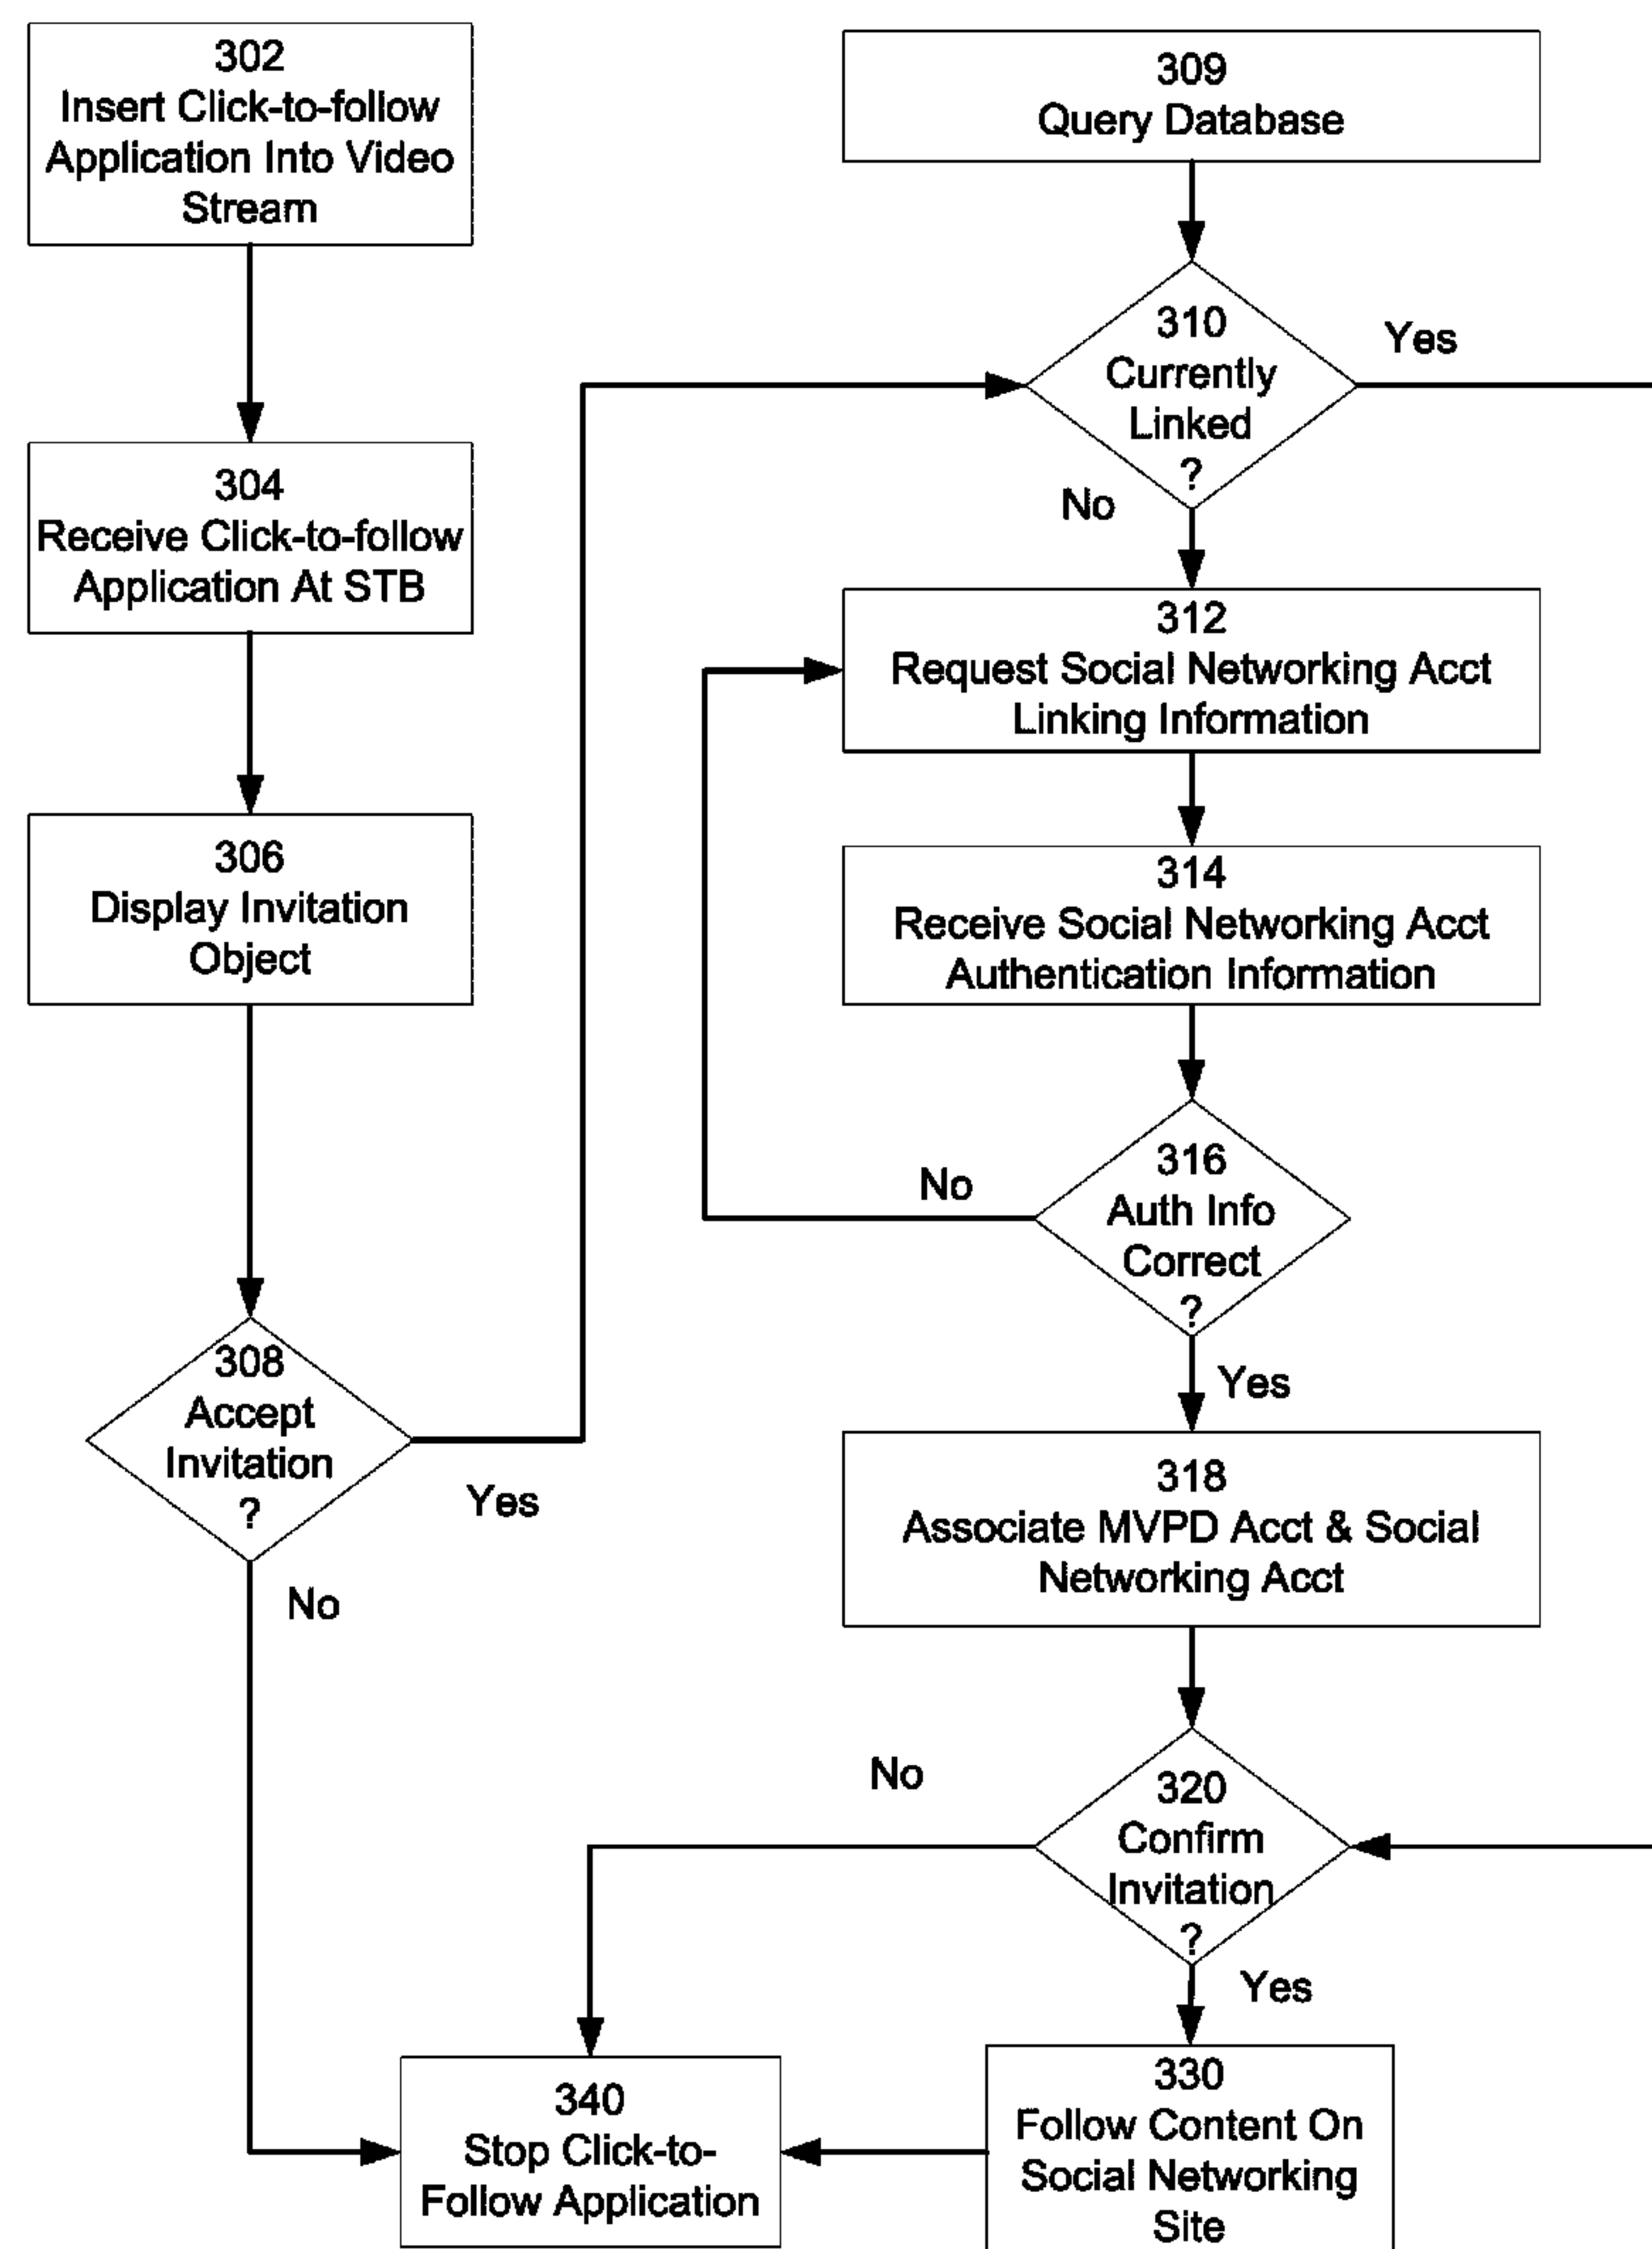 302
Insert Click-to-follow
Application Into Video
Stream
304
Receive Click-to-follow
Application At STB
306
Display Invitation
Object
308
Accept
Invitation
?
Yes
No
309
Query Database
310
Currently
Linked
?
Yes
No
312
Request Social Networking Acct
Linking Information
314
Receive Social Networking Acct
Authentication Information
316
Auth Info
Correct
?
No
Yes
318
Associate MVPD Acct & Social
Networking Acct
320
Confirm
Invitation
?
No
Yes
330
Follow Content On
Social Networking
Site
340
Stop Click-to-
Follow Application